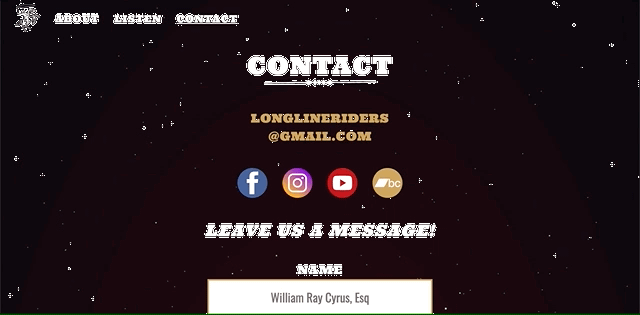 ABOUT LISTEN CONTACT
CONTACT
LONGLINERIDERS
@GMAIL.COM
bc
LEAVE US A MESSAGE!
NAME
William Ray Cyrus, Esq